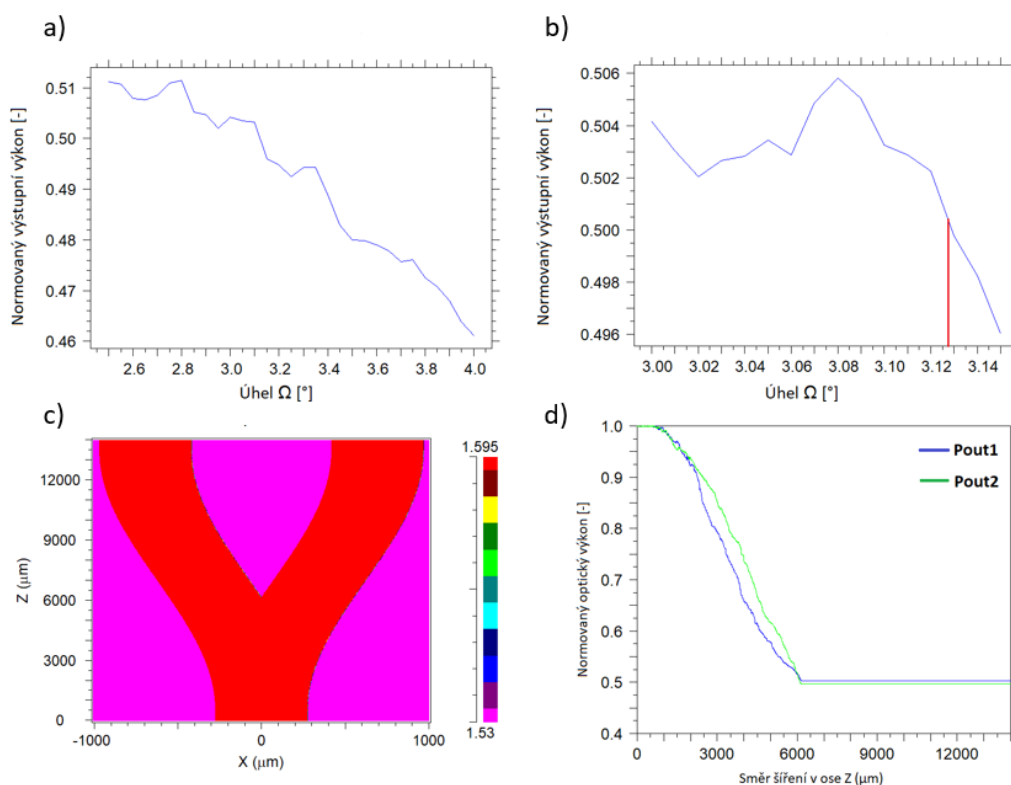 a)
Normovaný výstupní výkon [-]
0.51
0.50
0.49
0.48
0.47
0.46
2.6 2.8 3.0 3.2 3.4 3.6 3.8 4.0
Úhel Ω [°]
b)
Normovaný výstupní výkon [-]
0.506
0.504
0.502
0.500
0.498
0.496
3.00 3.02 3.04 3.06 3.08 3.10 3.12 3.14
Úhel Ω [°]
c)
Z (μm)
12000
9000
6000
3000
0
-1000 0 1000
X (μm)
1.595
1.53
d)
Normovaný optický výkon [-]
1.0
0.9
0.8
0.7
0.6
0.5
0.4
0 3000 6000 9000 12000
Směr šíření v ose Z (μm)
Pout1
Pout2